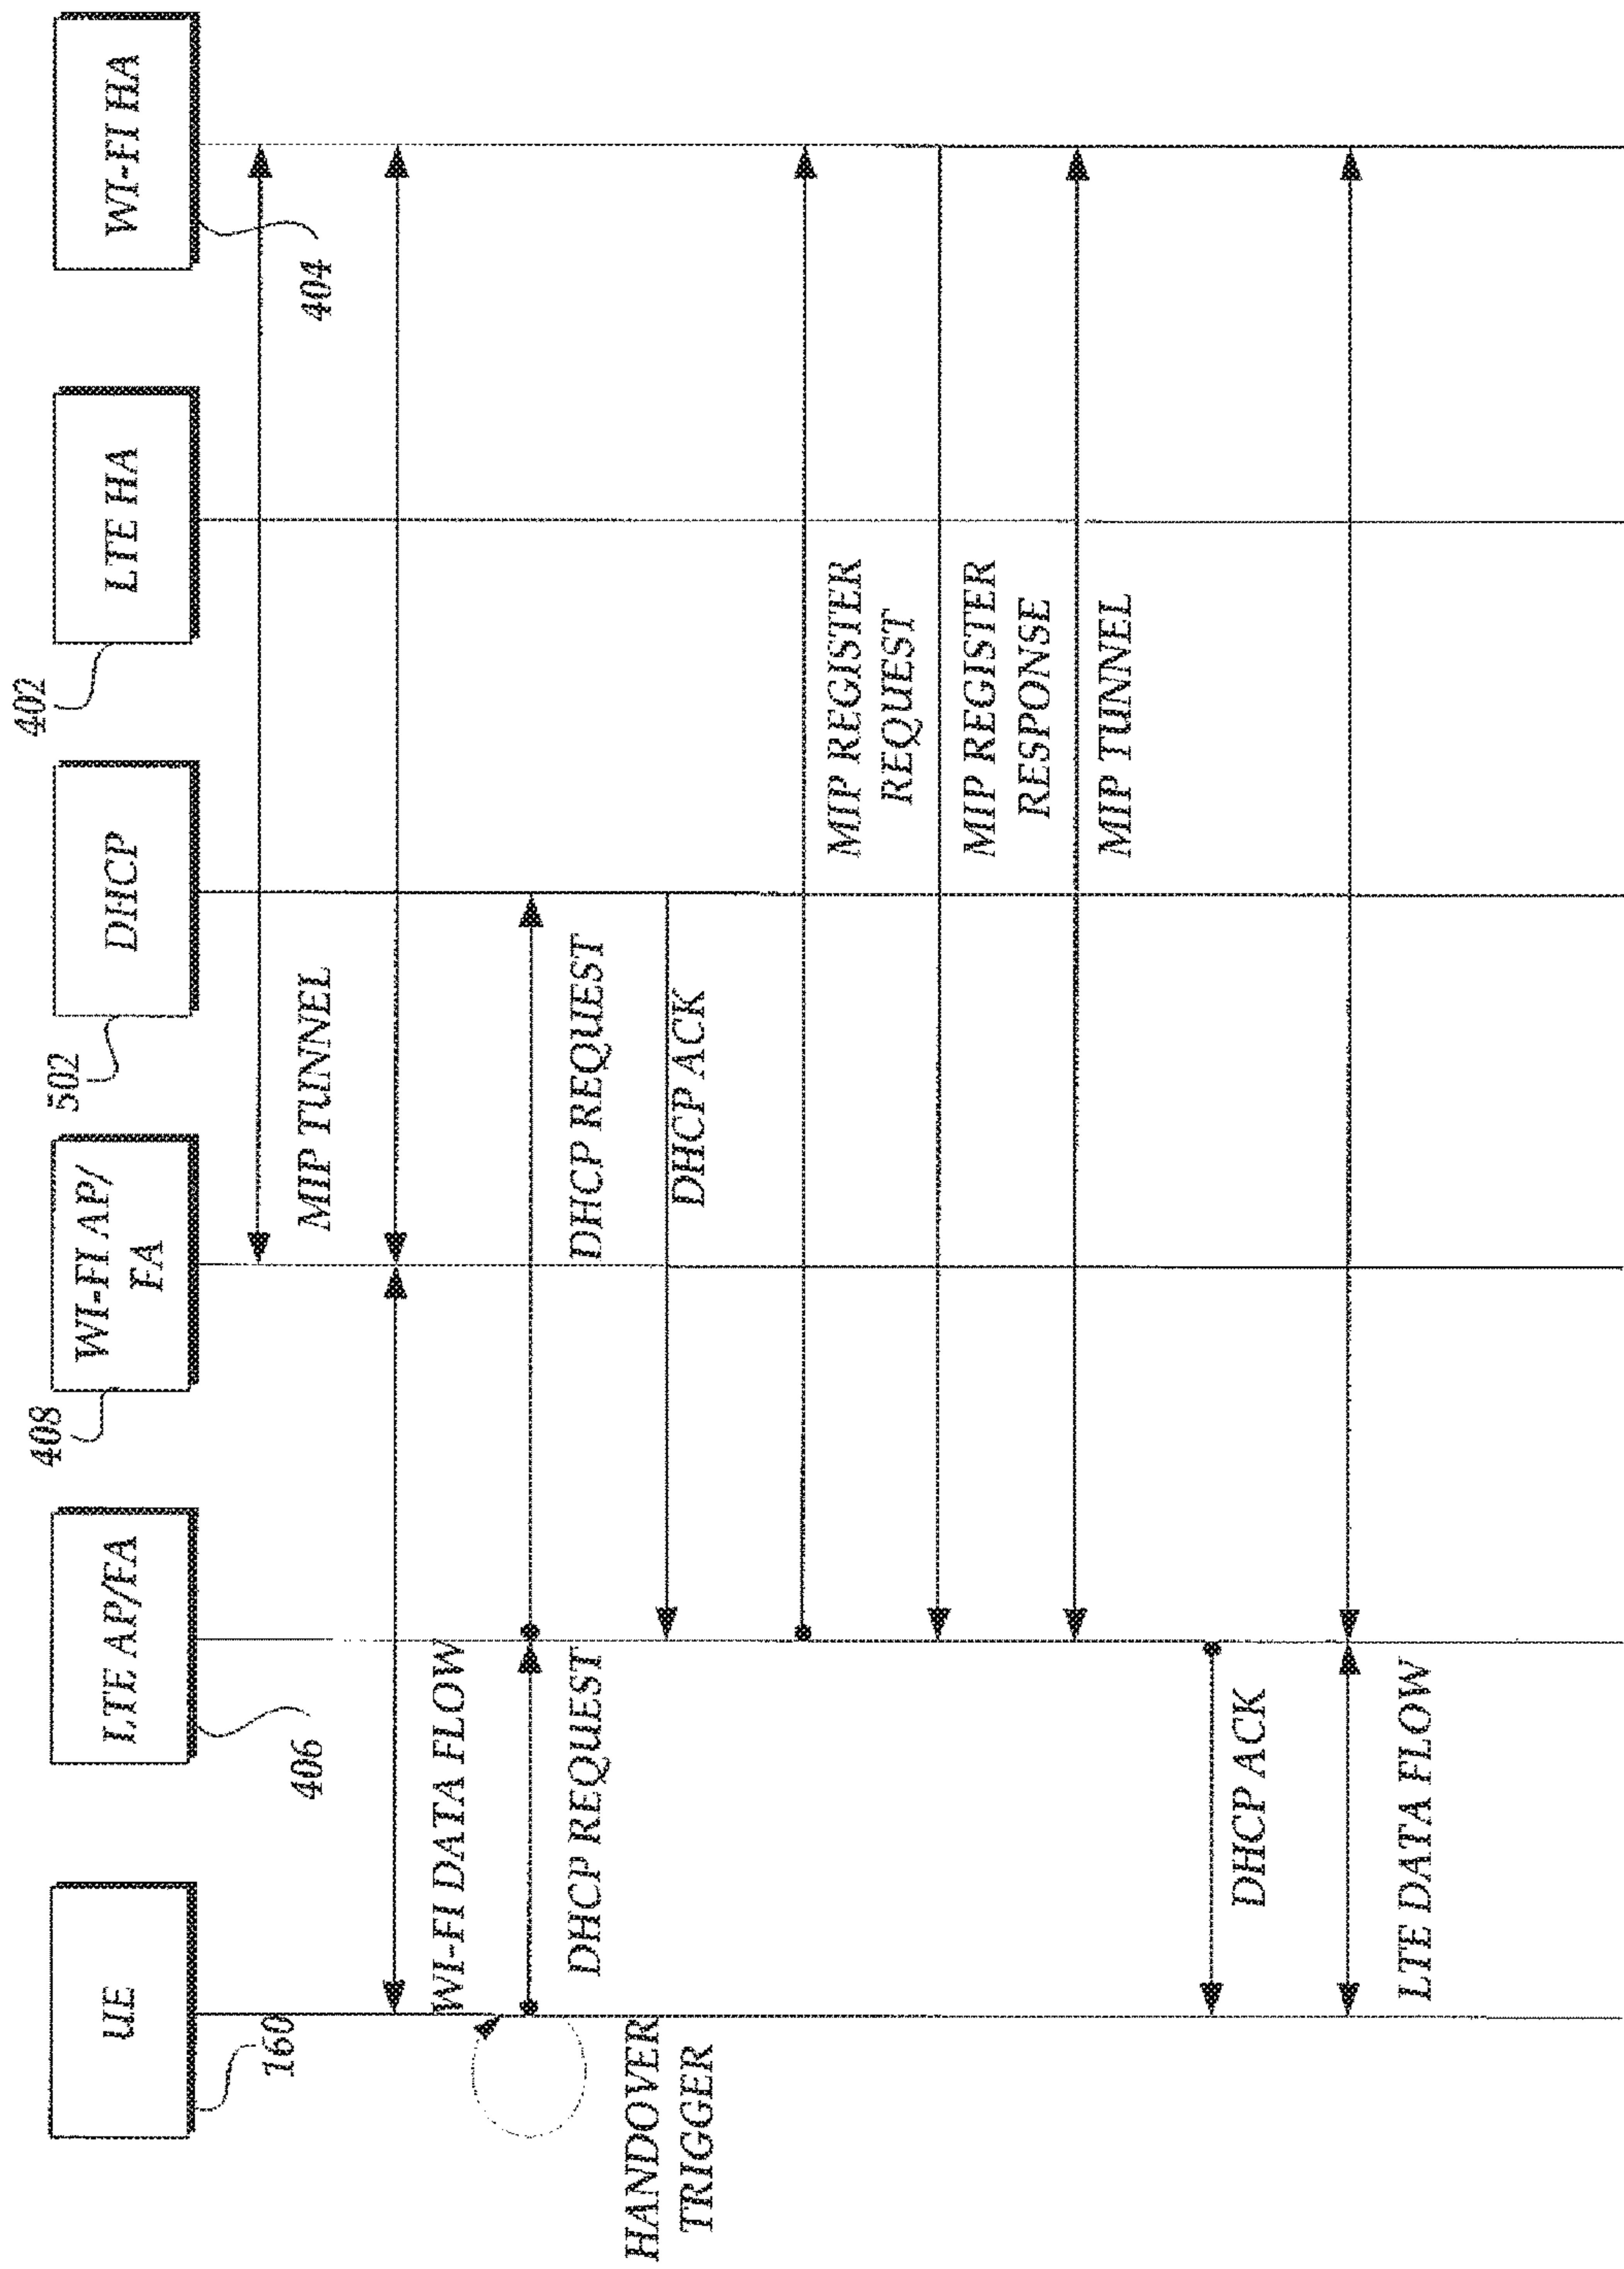 UE
LTE AP/FA
WI-FI AP/
FA
DHCP
LTE HA
WI-FI HA
160
406
408
502
402
404
MIP TUNNEL
WI-FI DATA FLOW
HANDOVER
TRIGGER
DHCP REQUEST
DHCP REQUEST
DHCP ACK
MIP REGISTER
REQUEST
MIP REGISTER
RESPONSE
MIP TUNNEL
DHCP ACK
LTE DATA FLOW